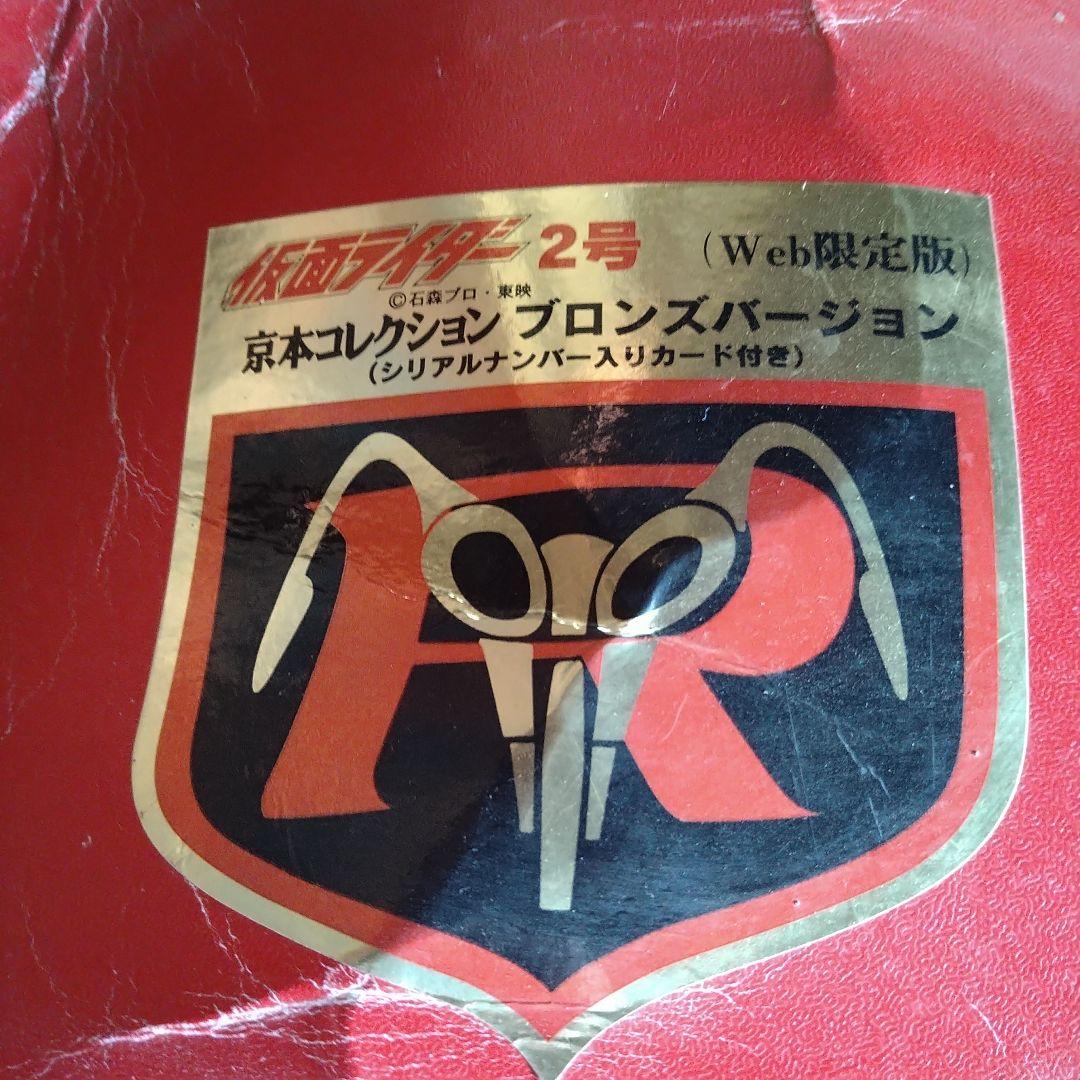 仮面ライダー2号 (Web限定版)
©石森プロ・東映
京本コレクション ブロンズバージョン
(シリアルナンバー入りカード付き)
R